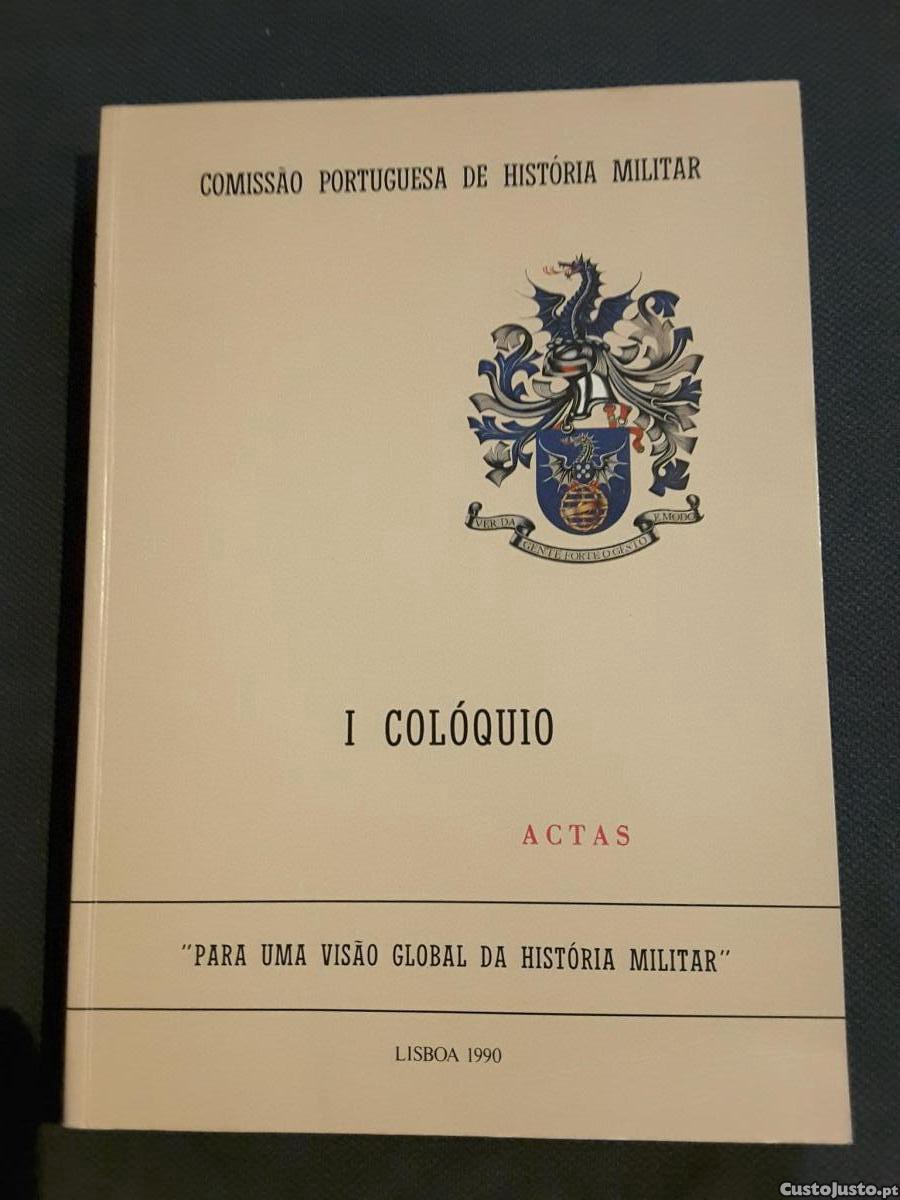 COMISSÃO PORTUGUESA DE HISTÓRIA MILITAR
VER DA
GENTE FORTE O GESTO
E MODO
I COLÓQUIO
ACTAS
"PARA UMA VISÃO GLOBAL DA HISTÓRIA MILITAR"
LISBOA 1990
CustoJusto.pt